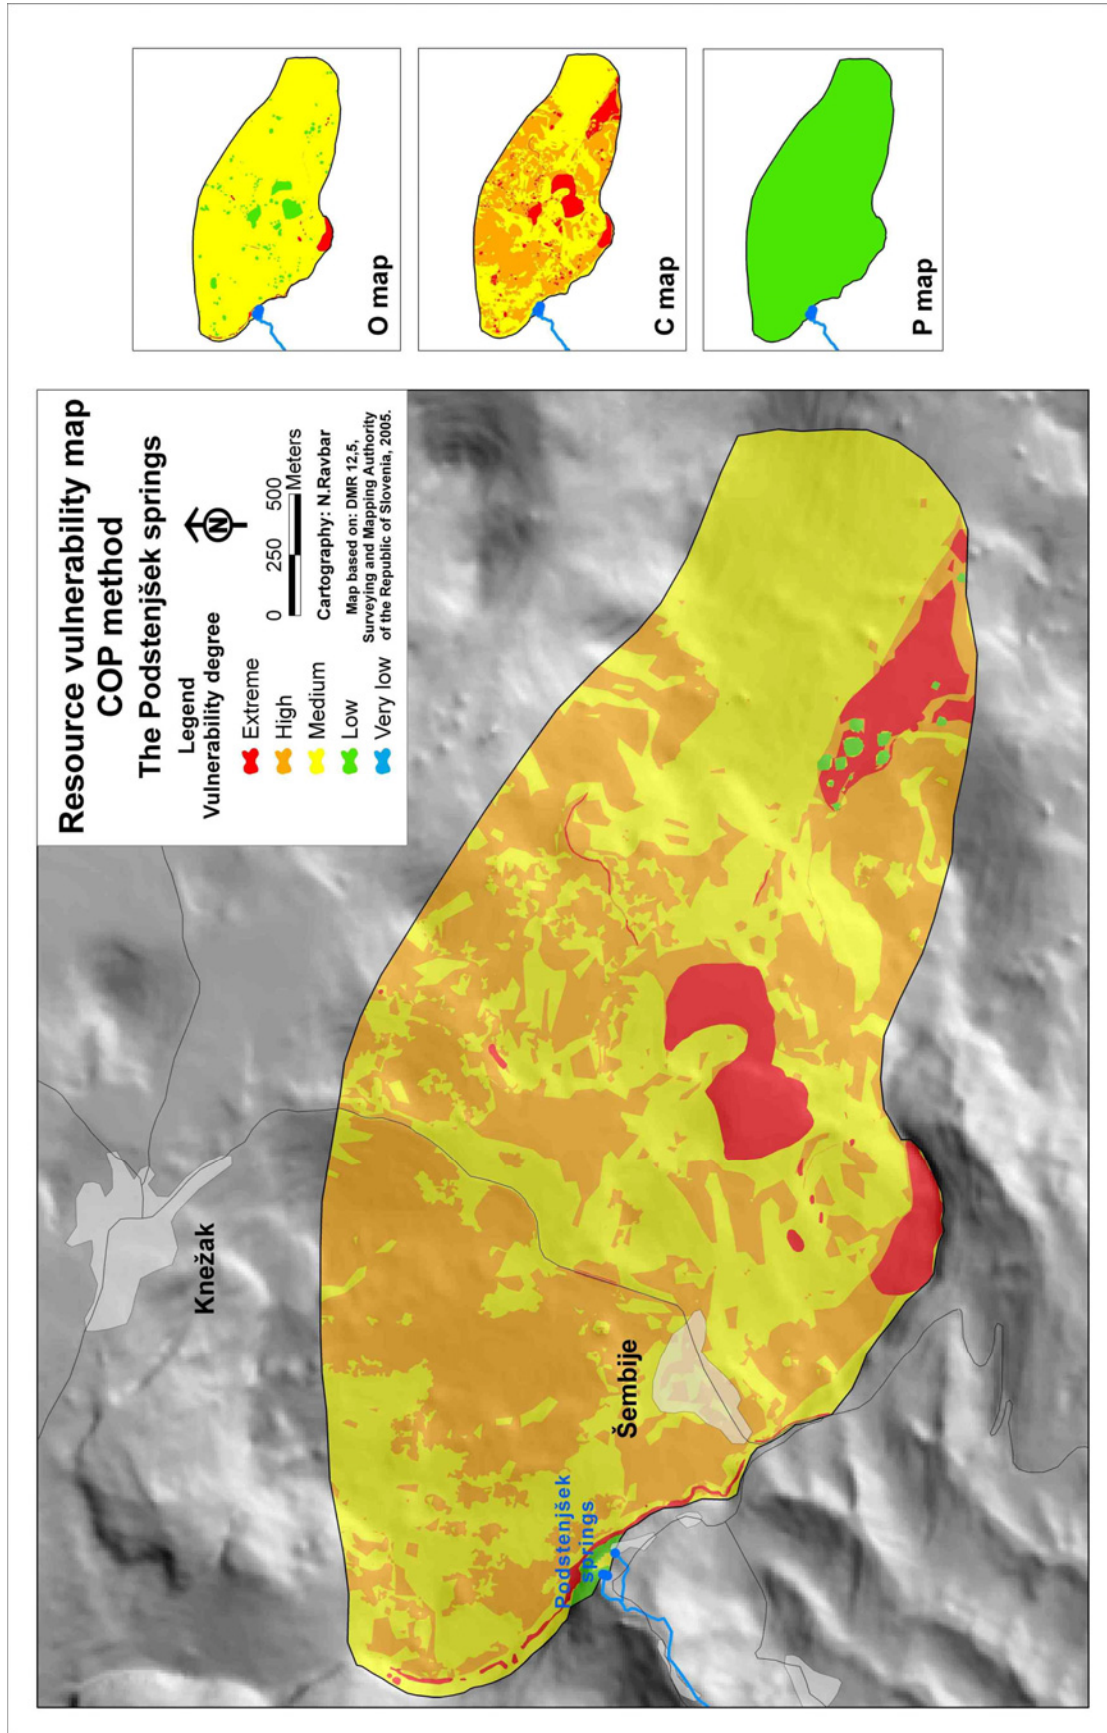 Resource vulnerability map
COP method
The Podstenjšek springs
Legend
Vulnerability degree
Extreme
High
Medium
Low
Very low
N
0 250 500
Meters
Cartography: N.Ravbar
Map based on: DMR 12,5,
Surveying and Mapping Authority
of the Republic of Slovenia, 2005.
Knežak
Šembije
Podstenjšek
springs
O map
C map
P map